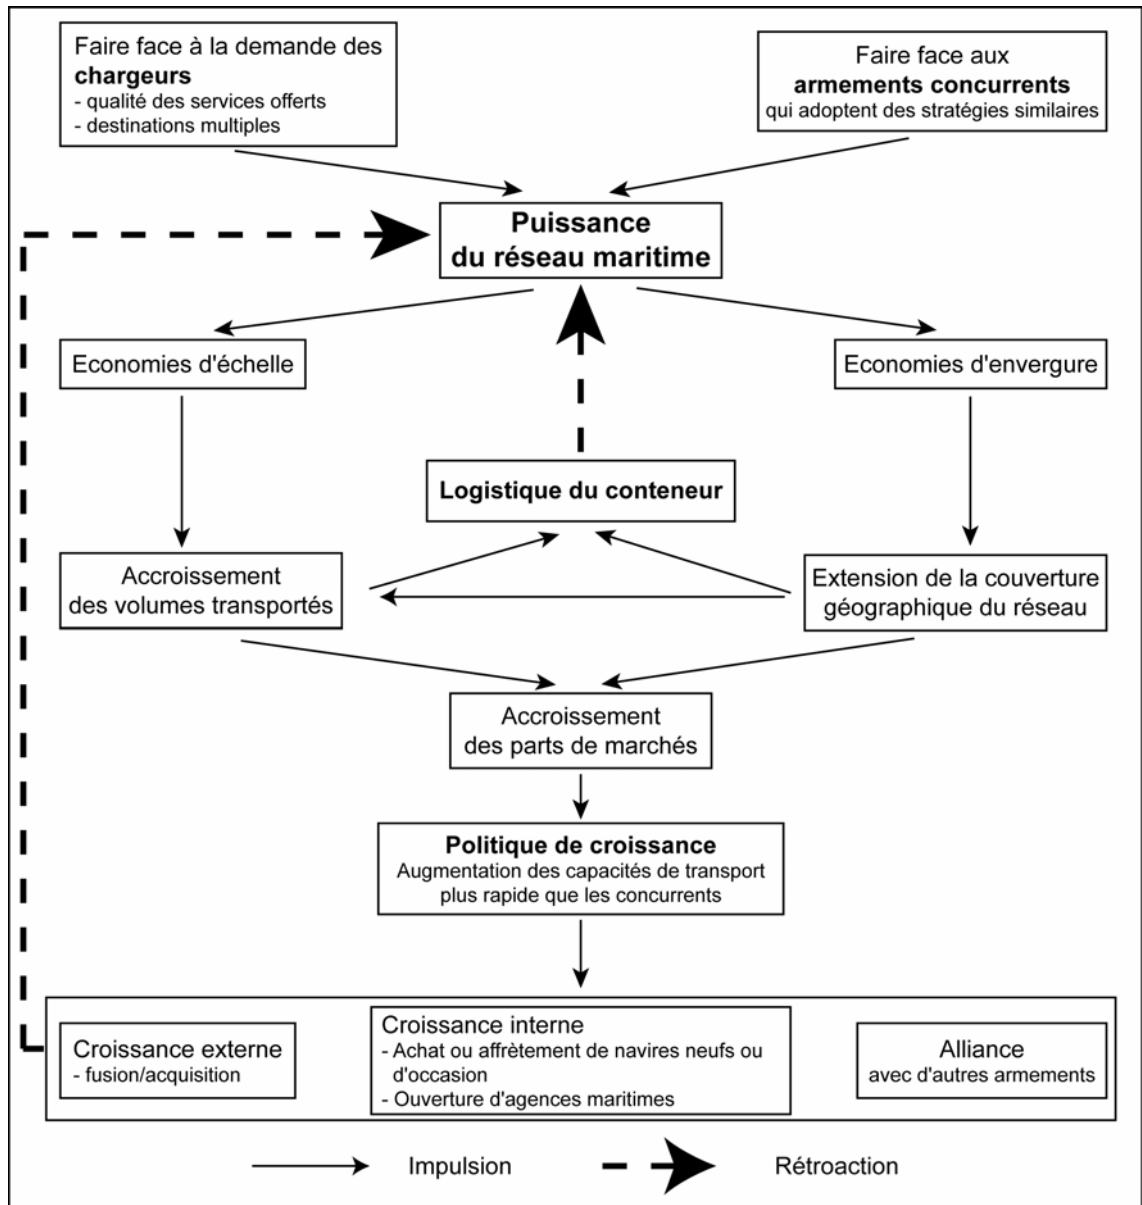 Faire face à la demande des
chargeurs
- qualité des services offerts
- destinations multiples
Faire face aux
armements concurrents
qui adoptent des stratégies similaires
Puissance
du réseau maritime
Economies d'échelle
Economies d'envergure
Logistique du conteneur
Accroissement
des volumes transportés
Extension de la couverture
géographique du réseau
Accroissement
des parts de marchés
Politique de croissance
Augmentation des capacités de transport
plus rapide que les concurrents
Croissance externe
- fusion/acquisition
Croissance interne
- Achat ou affrètement de navires neufs ou
d'occasion
- Ouverture d'agences maritimes
Alliance
avec d'autres armements
Impulsion
Rétroaction